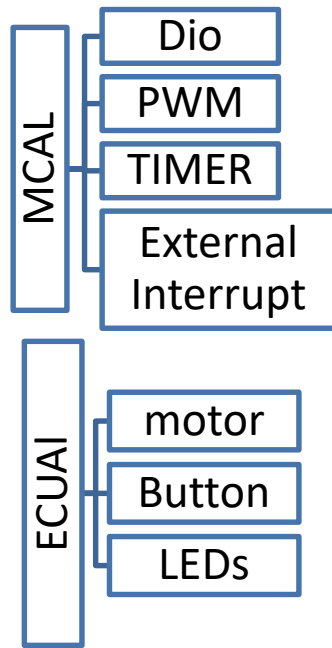 MCAL
Dio
PWM
TIMER
External
Interrupt
ECUAl
motor
Button
LEDs